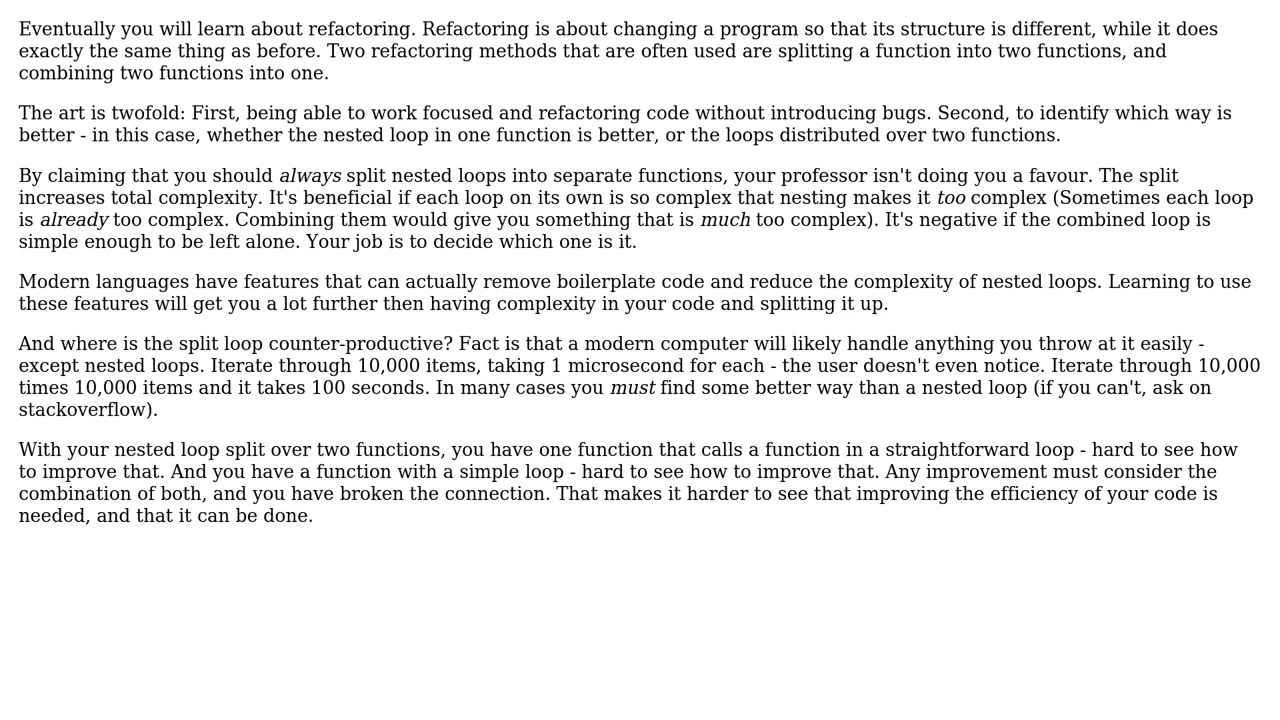 Eventually you will learn about refactoring. Refactoring is about changing a program so that its structure is different, while it does
exactly the same thing as before. Two refactoring methods that are often used are splitting a function into two functions, and
combining two functions into one.
The art is twofold: First, being able to work focused and refactoring code without introducing bugs. Second, to identify which way is
better - in this case, whether the nested loop in one function is better, or the loops distributed over two functions.
By claiming that you should always split nested loops into separate functions, your professor isn't doing you a favour. The split
increases total complexity. It's beneficial if each loop on its own is so complex that nesting makes it too complex (Sometimes each loop
is already too complex. Combining them would give you something that is much too complex). It's negative if the combined loop is
simple enough to be left alone. Your job is to decide which one is it.
Modern languages have features that can actually remove boilerplate code and reduce the complexity of nested loops. Learning to use
these features will get you a lot further then having complexity in your code and splitting it up.
And where is the split loop counter-productive? Fact is that a modern computer will likely handle anything you throw at it easily -
except nested loops. Iterate through 10,000 items, taking 1 microsecond for each - the user doesn't even notice. Iterate through 10,000
times 10,000 items and it takes 100 seconds. In many cases you must find some better way than a nested loop (if you can't, ask on
stackoverflow).
With your nested loop split over two functions, you have one function that calls a function in a straightforward loop - hard to see how
to improve that. And you have a function with a simple loop - hard to see how to improve that. Any improvement must consider the
combination of both, and you have broken the connection. That makes it harder to see that improving the efficiency of your code is
needed, and that it can be done.